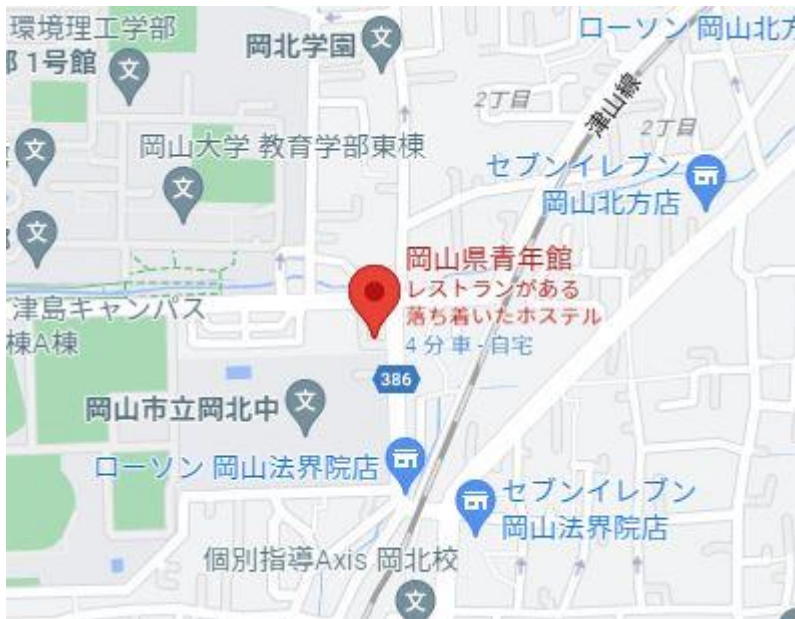 環境理工学部
1号館
岡北学園
ローソン 岡山北方
2丁目
津山線
2丁目
岡山大学 教育学部東棟
セブンイレブン
岡山北方店
岡山県青年館
レストランがある
落ち着いたホステル
4 分 車 - 自宅
津島キャンパス
棟A棟
386
岡山市立岡北中
ローソン 岡山法界院店
セブンイレブン
岡山法界院店
個別指導Axis 岡北校